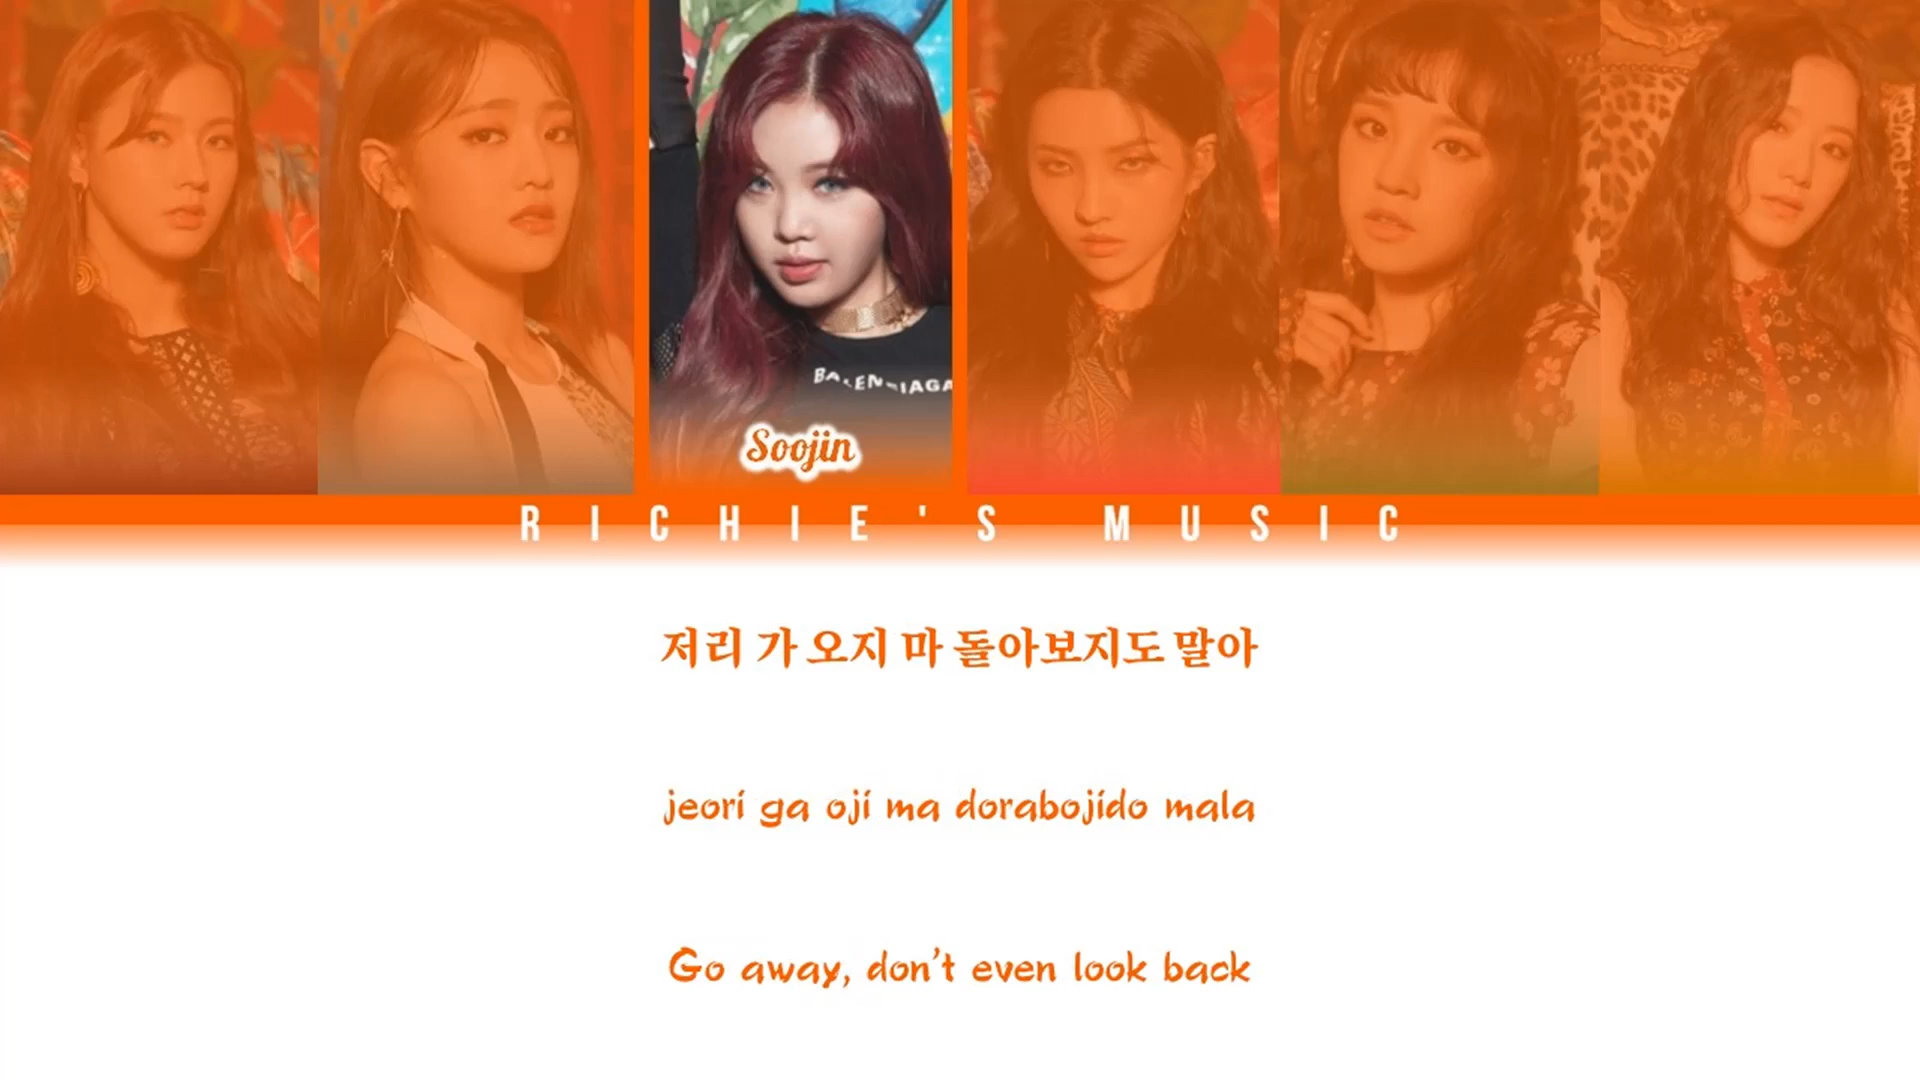 BALENCIAGA
Soojin
RICHIE'S MUSIC
저리 가 오지 마 돌아보지도 말아
jeori ga oji ma dorabojido mala
Go away, don't even look back